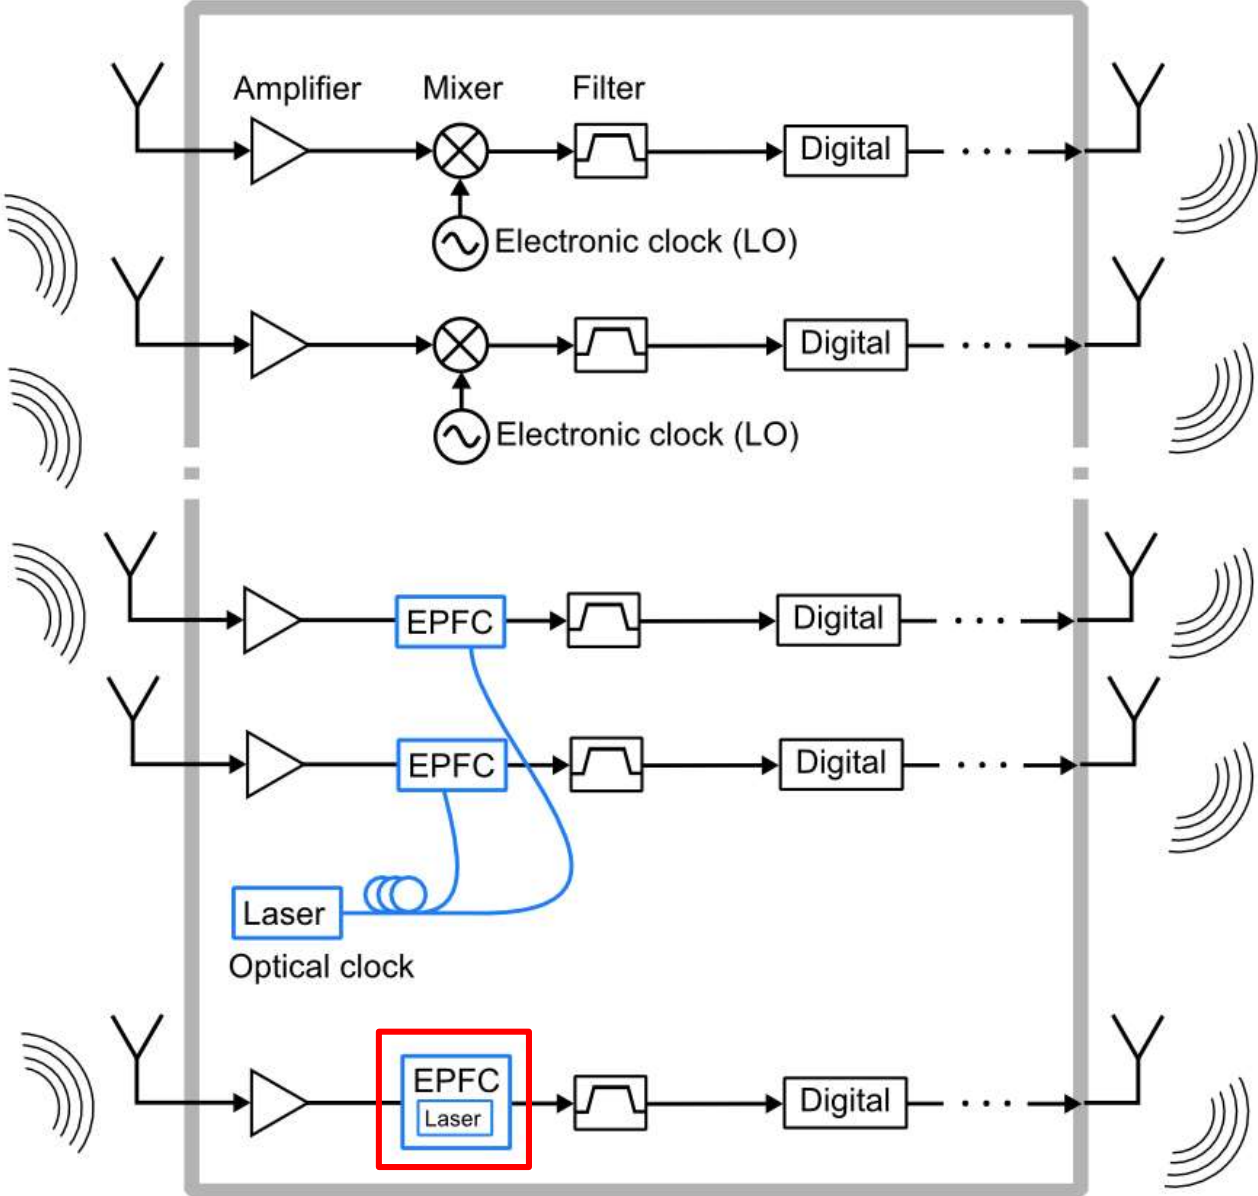 Amplifier Mixer Filter
Digital
Electronic clock (LO)
Digital
Electronic clock (LO)
EPFC Digital
EPFC Digital
Laser
Optical clock
EPFC
Laser
Digital